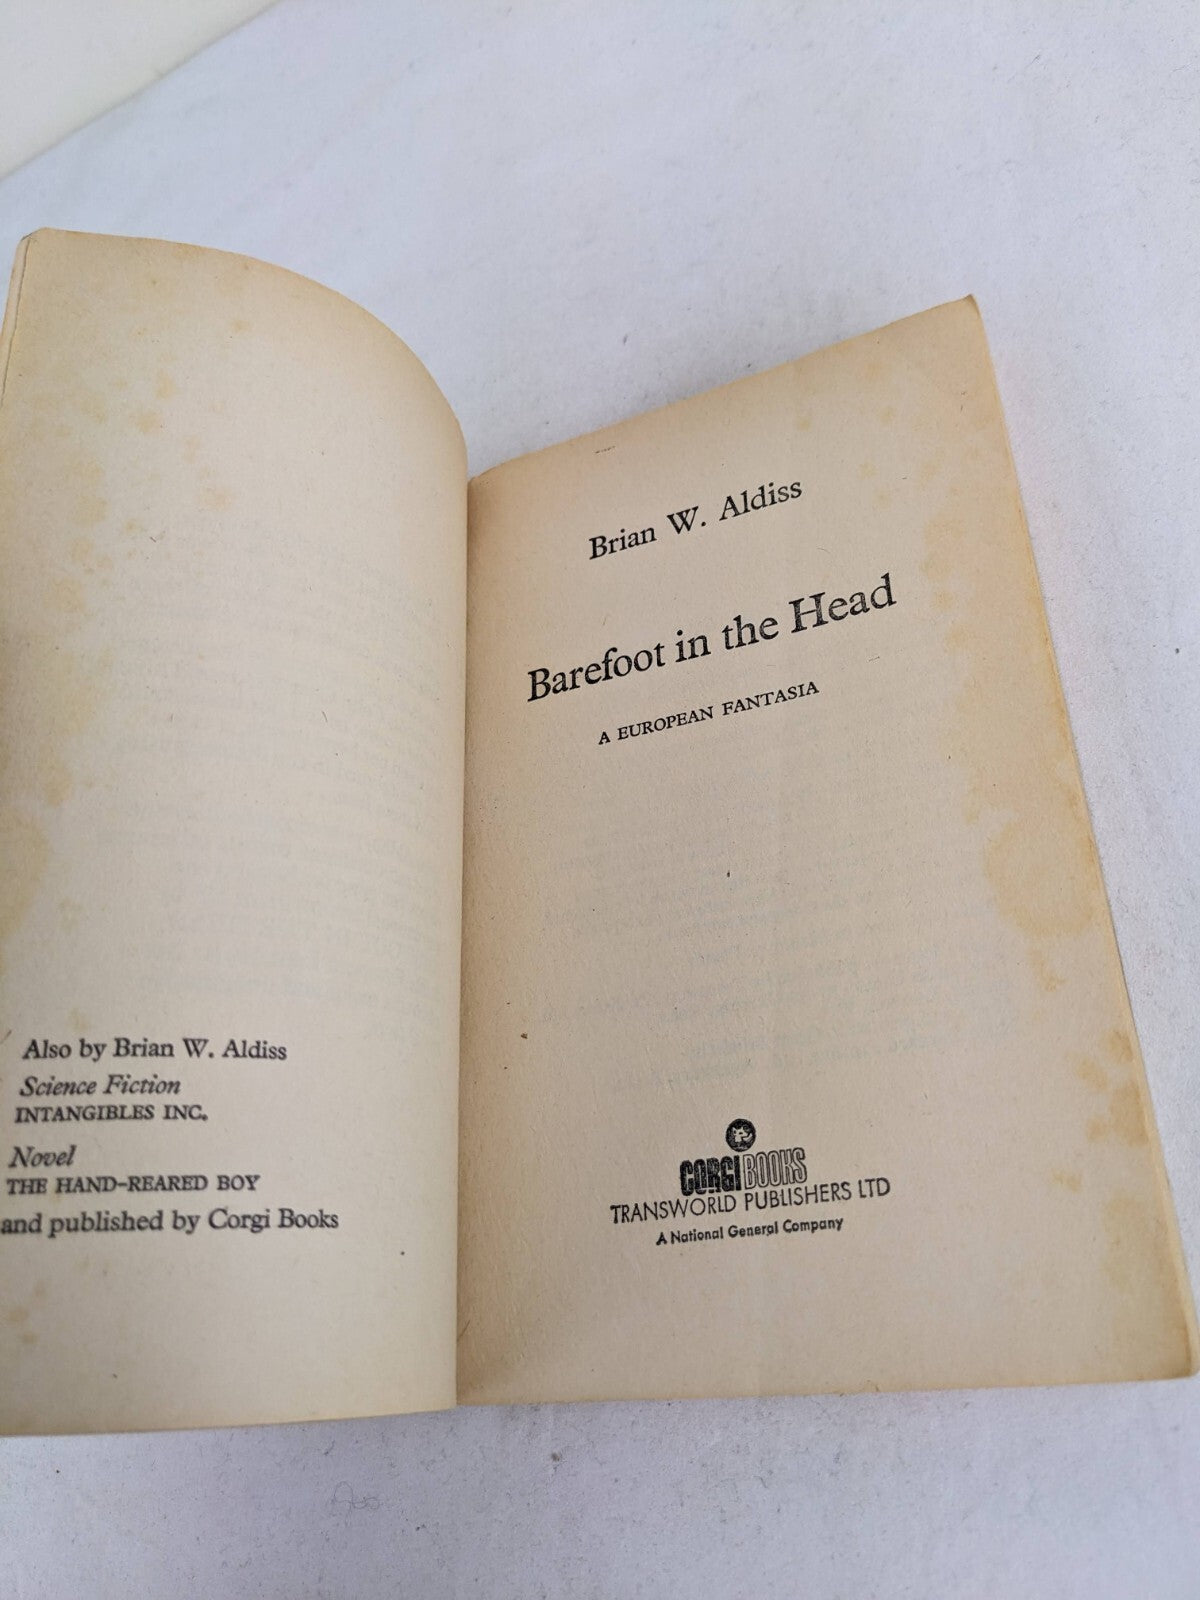 Also by Brian W. Aldiss
Science Fiction
INTANGIBLES INC.
Novel
THE HAND-REARED BOY
and published by Corgi Books
Brian W. Aldiss
Barefoot in the Head
A EUROPEAN FANTASIA
CORGI BOOKS
TRANSWORLD PUBLISHERS LTD
A National General Company